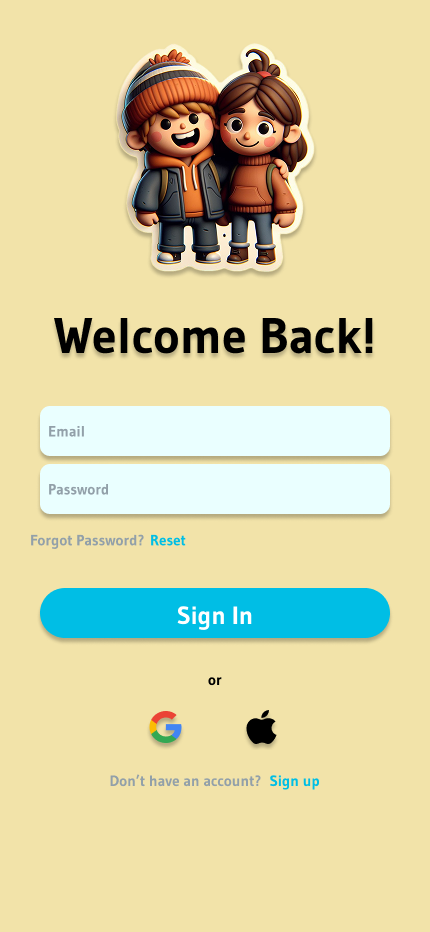 Welcome Back!
Email
Password
Forgot Password? Reset
Sign In
or
Don’t have an account? Sign up